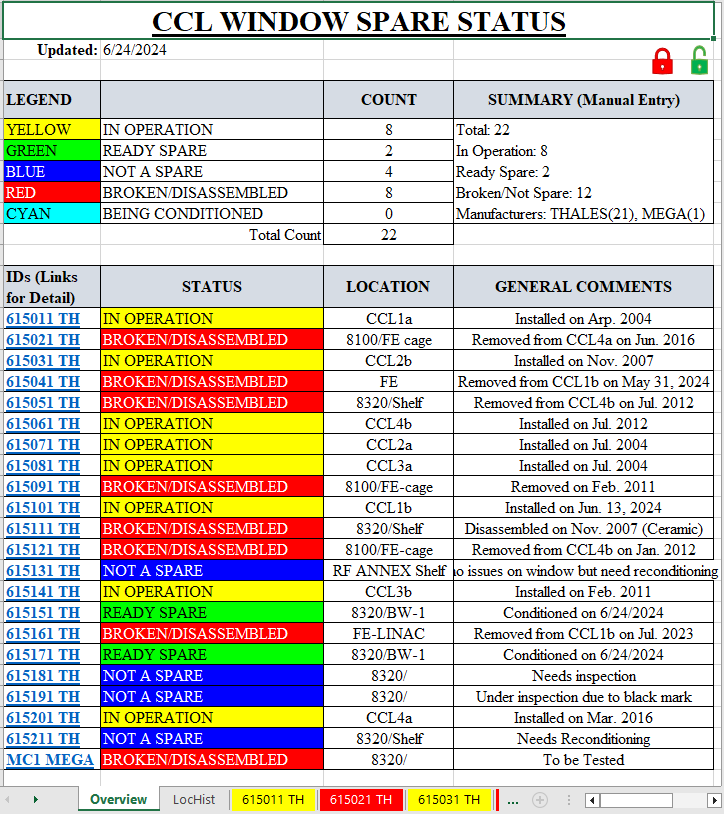 CCL WINDOW SPARE STATUS
Updated: 6/24/2024
LEGEND COUNT SUMMARY (Manual Entry)
YELLOW IN OPERATION 8 Total: 22
GREEN READY SPARE 2 In Operation: 8
BLUE NOT A SPARE 4 Ready Spare: 2
RED BROKEN/DISASSEMBLED 8 Broken/Not Spare: 12
CYAN BEING CONDITIONED 0 Manufacturers: THALES(21), MEGA(1)
Total Count 22
IDs (Links
for Detail) STATUS LOCATION GENERAL COMMENTS
615011 TH IN OPERATION CCL1a Installed on Arp. 2004
615021 TH BROKEN/DISASSEMBLED 8100/FE cage Removed from CCL4a on Jun. 2016
615031 TH IN OPERATION CCL2b Installed on Nov. 2007
615041 TH BROKEN/DISASSEMBLED FE Removed from CCL1b on May 31, 2024
615051 TH BROKEN/DISASSEMBLED 8320/Shelf Removed from CCL4b on Jul. 2012
615061 TH IN OPERATION CCL4b Installed on Jul. 2012
615071 TH IN OPERATION CCL2a Installed on Jul. 2004
615081 TH IN OPERATION CCL3a Installed on Jul. 2004
615091 TH BROKEN/DISASSEMBLED 8100/FE-cage Removed on Feb. 2011
615101 TH IN OPERATION CCL1b Installed on Jun. 13, 2024
615111 TH BROKEN/DISASSEMBLED 8320/Shelf Disassembled on Nov. 2007 (Ceramic)
615121 TH BROKEN/DISASSEMBLED 8100/FE-cage Removed from CCL4b on Jan. 2012
615131 TH NOT A SPARE RF ANNEX Shelf no issues on window but need reconditioning
615141 TH IN OPERATION CCL3b Installed on Feb. 2011
615151 TH READY SPARE 8320/BW-1 Conditioned on 6/24/2024
615161 TH BROKEN/DISASSEMBLED FE-LINAC Removed from CCL1b on Jul. 2023
615171 TH READY SPARE 8320/BW-1 Conditioned on 6/24/2024
615181 TH NOT A SPARE 8320/ Needs inspection
615191 TH NOT A SPARE 8320/ Under inspection due to black mark
615201 TH IN OPERATION CCL4a Installed on Mar. 2016
615211 TH NOT A SPARE 8320/Shelf Needs Reconditioning
MC1 MEGA BROKEN/DISASSEMBLED 8320/ To be Tested
Overview LocHist 615011 TH 615021 TH 615031 TH ...